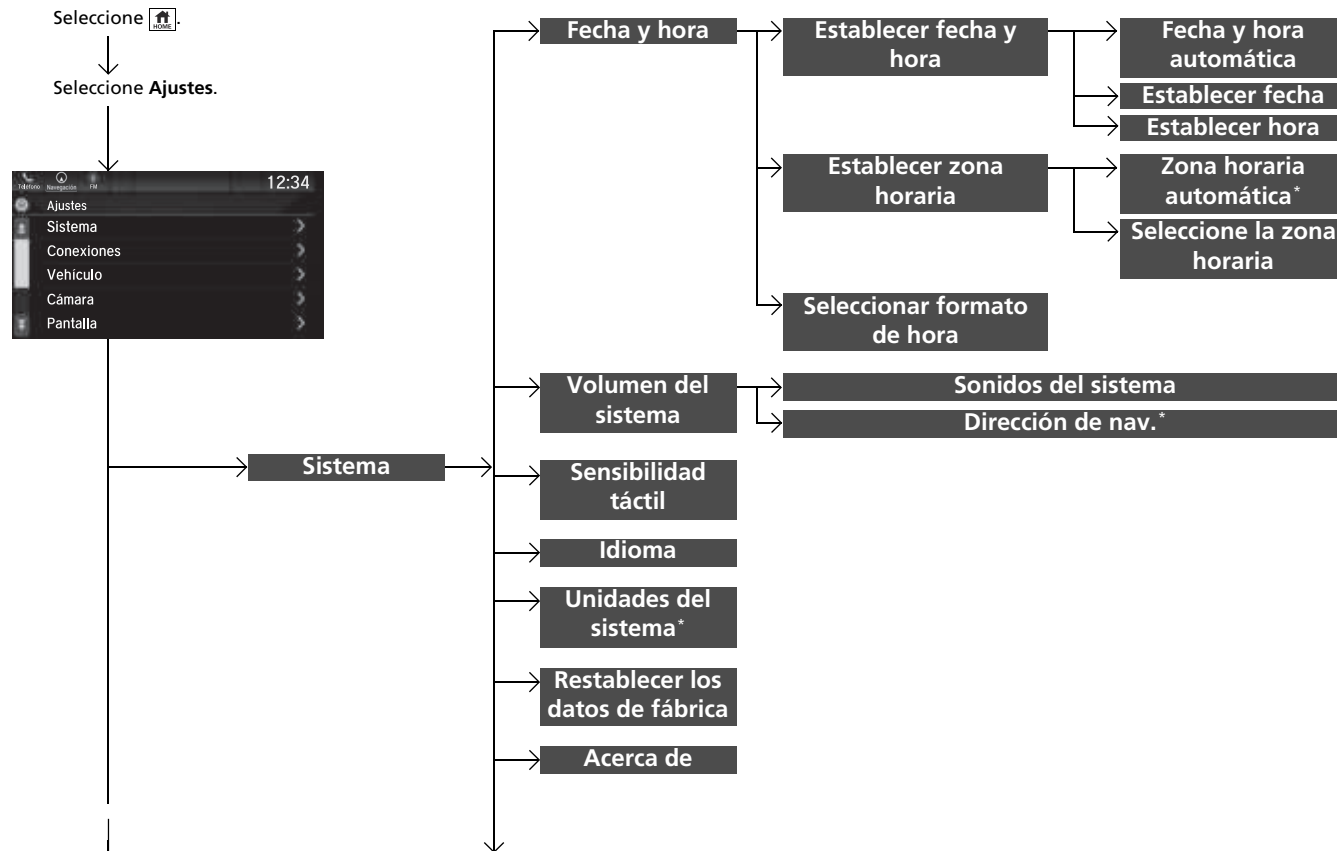 Seleccione HOME.
Seleccione Ajustes.
Teléfono Navegación FM 12:34
Ajustes
Sistema
Conexiones
Vehículo
Cámara
Pantalla
Sistema
Fecha y hora
Establecer fecha y
hora
Fecha y hora
automática
Establecer fecha
Establecer hora
Establecer zona
horaria
Zona horaria
automática*
Seleccione la zona
horaria
Seleccionar formato
de hora
Volumen del
sistema
Sonidos del sistema
Dirección de nav.*
Sensibilidad
táctil
Idioma
Unidades del
sistema*
Restablecer los
datos de fábrica
Acerca de